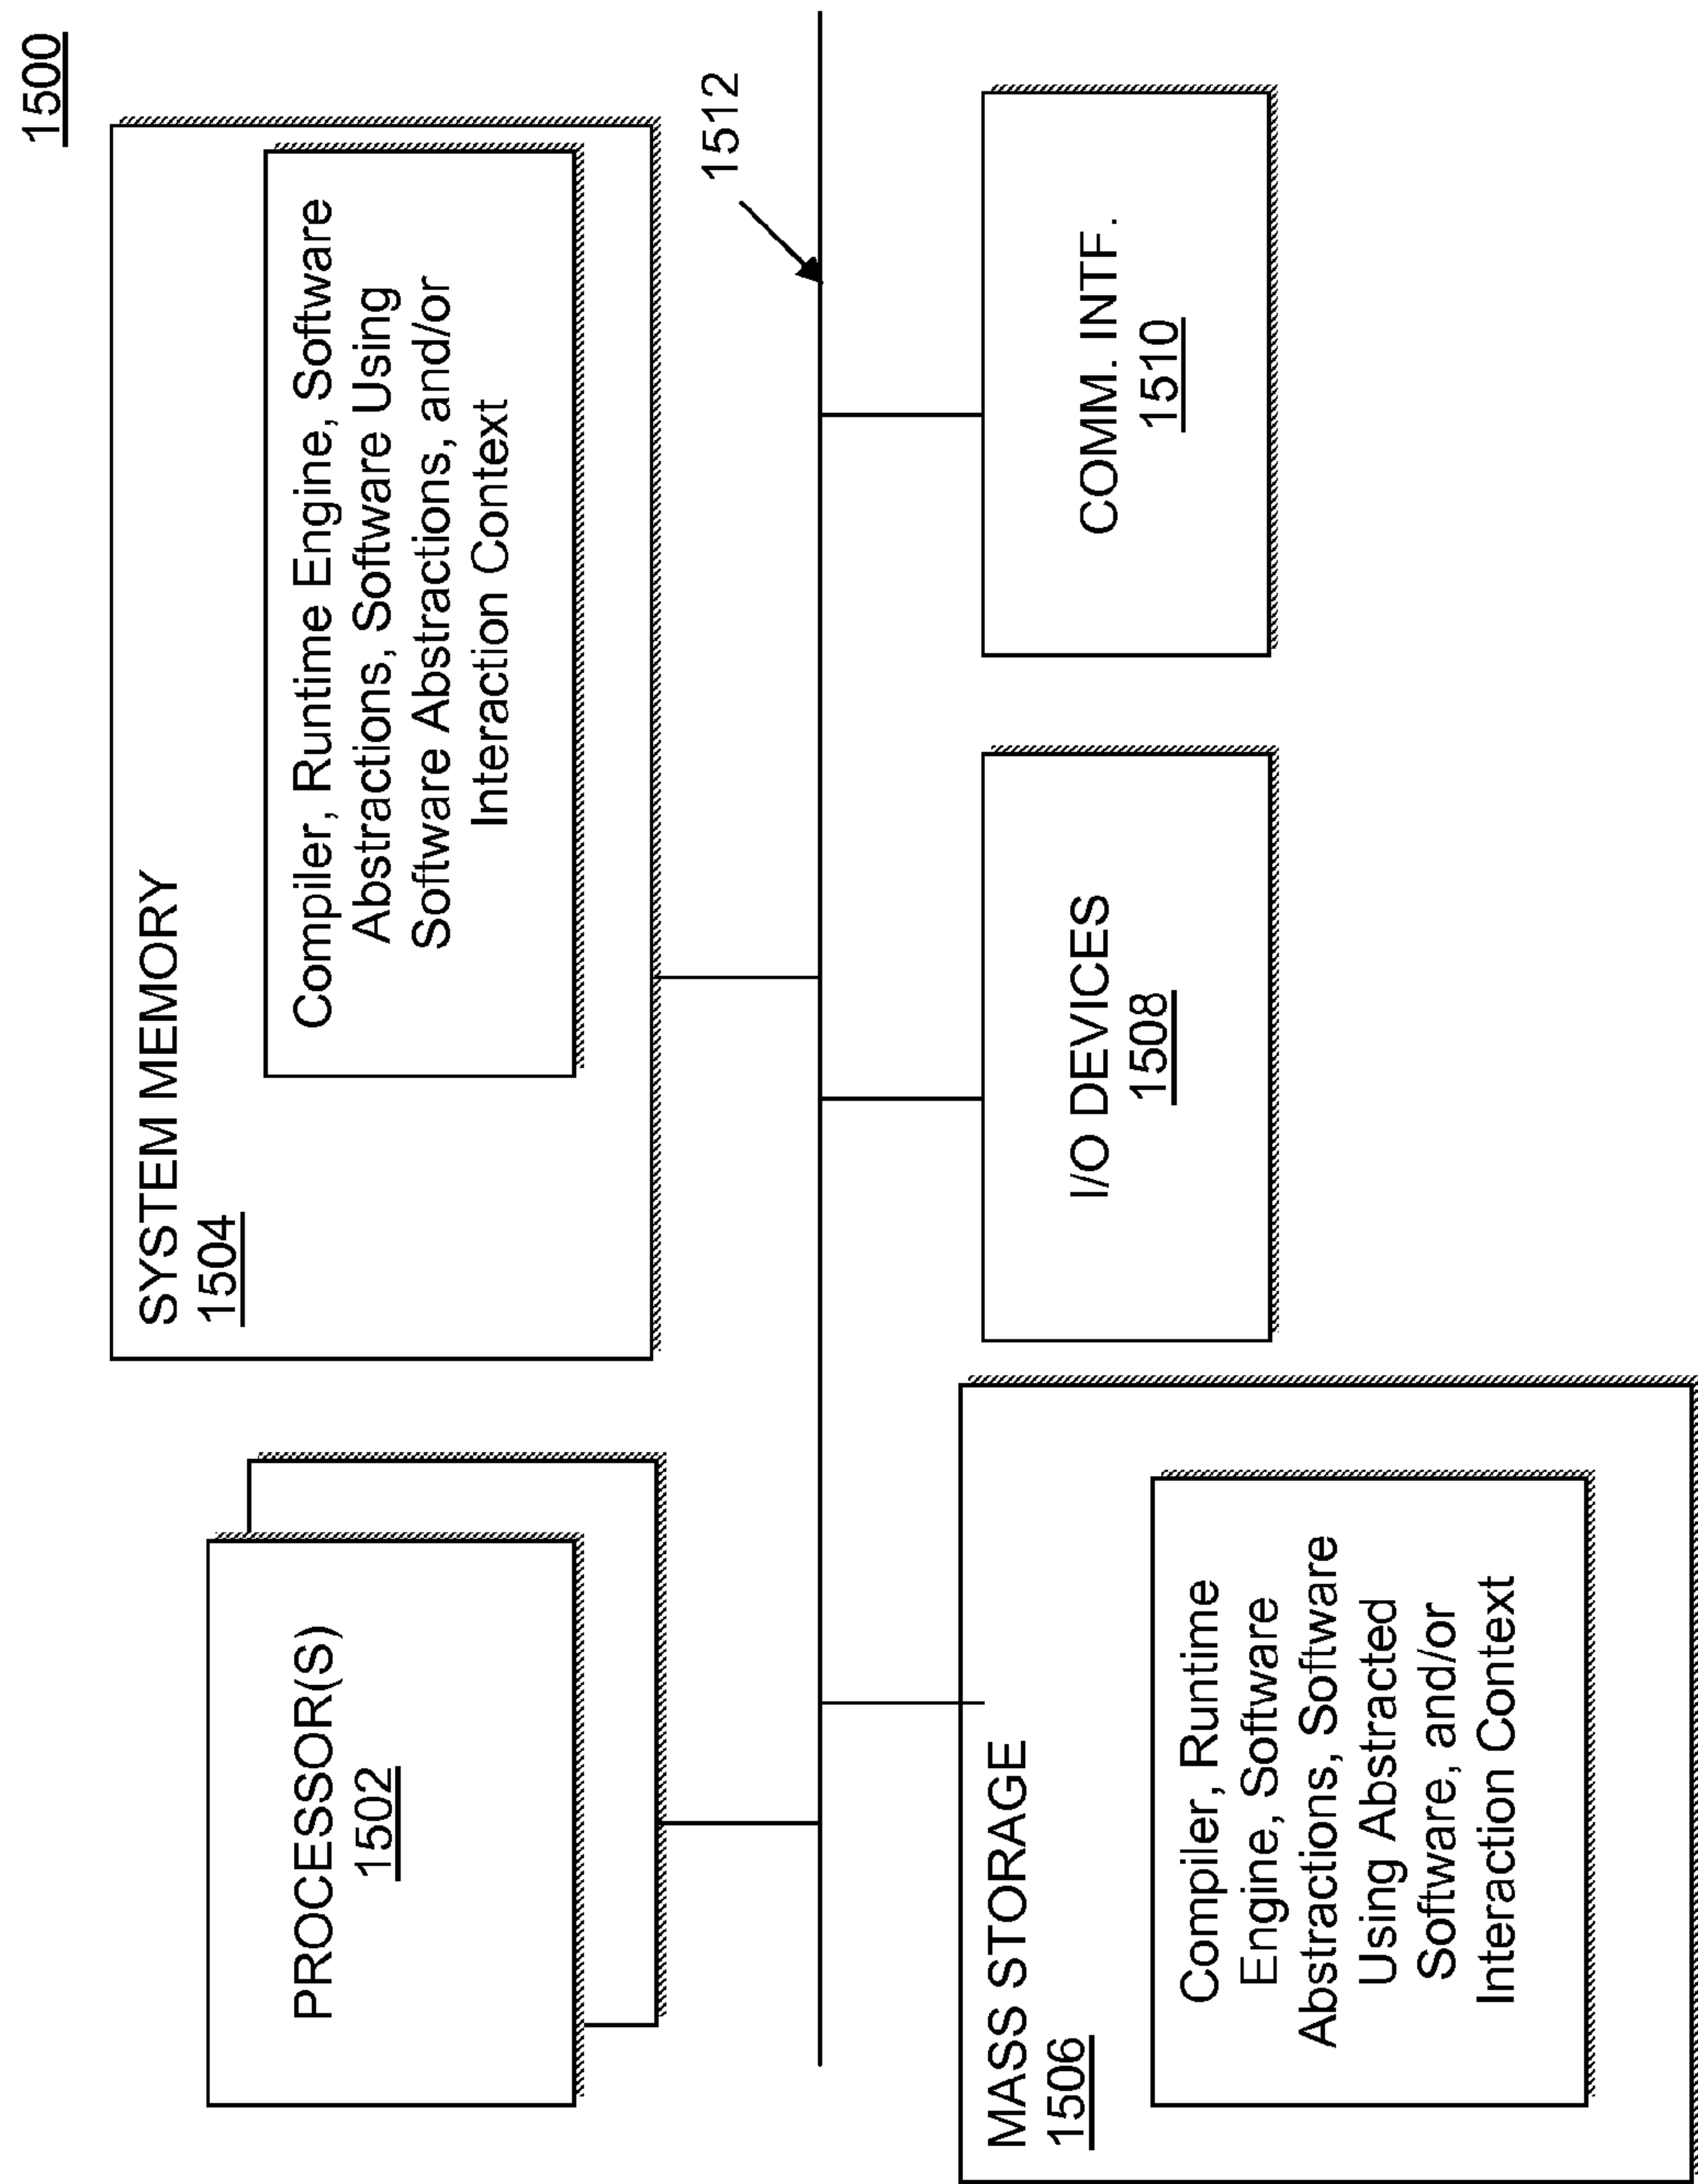 1500
PROCESSOR(S)
1502
SYSTEM MEMORY
1504
Compiler, Runtime Engine, Software
Abstractions, Software Using
Software Abstractions, and/or
Interaction Context
1512
MASS STORAGE
1506
Compiler, Runtime
Engine, Software
Abstractions, Software
Using Abstracted
Software, and/or
Interaction Context
I/O DEVICES
1508
COMM. INTF.
1510